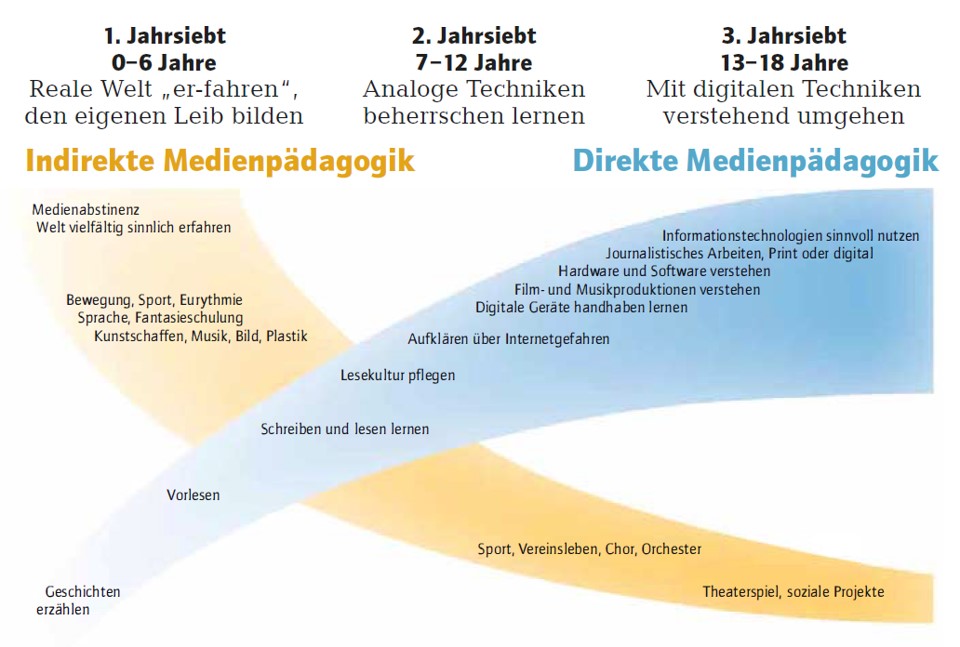 1. Jahrsiebt
0–6 Jahre
Reale Welt „er-fahren“,
den eigenen Leib bilden
2. Jahrsiebt
7–12 Jahre
Analoge Techniken
beherrschen lernen
3. Jahrsiebt
13–18 Jahre
Mit digitalen Techniken
verstehend umgehen
Indirekte Medienpädagogik
Direkte Medienpädagogik
Medienabstinenz
Welt vielfältig sinnlich erfahren
Informationstechnologien sinnvoll nutzen
Journalistisches Arbeiten, Print oder digital
Hardware und Software verstehen
Film- und Musikproduktionen verstehen
Digitale Geräte handhaben lernen
Bewegung, Sport, Eurythmie
Sprache, Fantasieschulung
Kunstschaffen, Musik, Bild, Plastik
Aufklären über Internetgefahren
Lesekultur pflegen
Schreiben und lesen lernen
Vorlesen
Sport, Vereinsleben, Chor, Orchester
Geschichten
erzählen
Theaterspiel, soziale Projekte